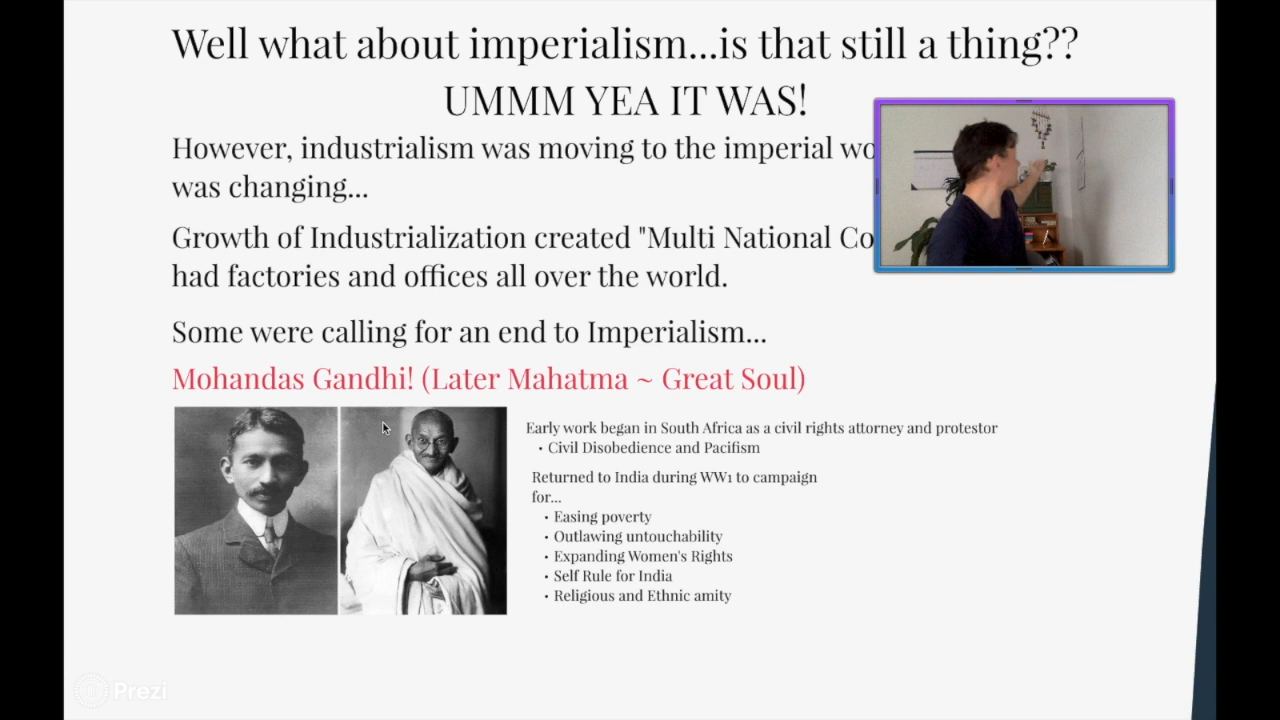 Well what about imperialism...is that still a thing??
UMMM YEA IT WAS!
However, industrialism was moving to the imperial
was changing...
Growth of Industrialization created "Multi National
had factories and offices all over the world.
Some were calling for an end to Imperialism...
Mohandas Gandhi! (Later Mahatma ~ Great Soul)
Early work began in South Africa as a civil rights attorney and protestor
• Civil Disobedience and Pacifism
Returned to India during WW1 to campaign
for...
• Easing poverty
• Outlawing untouchability
• Expanding Women's Rights
• Self Rule for India
• Religious and Ethnic amity
Prezi